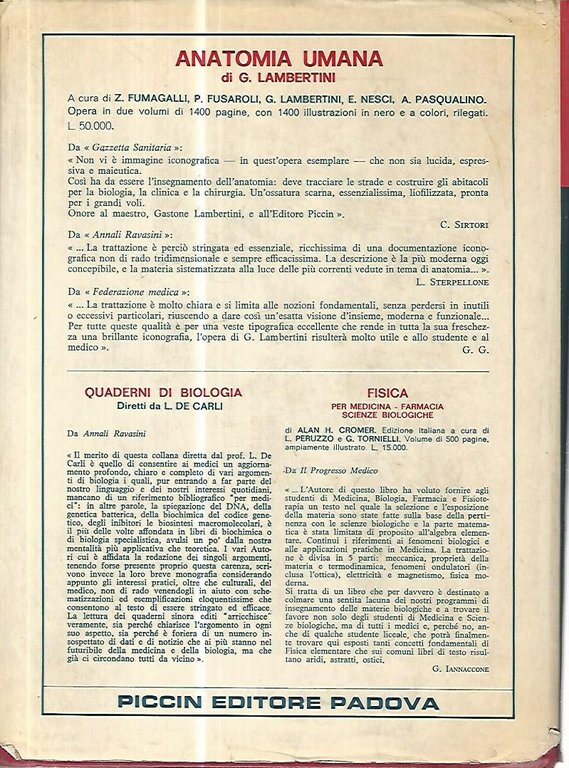 ANATOMIA UMANA
di G. LAMBERTINI
A cura di Z. FUMAGALLI, P. FUSAROLI, G. LAMBERTINI, E. NESCI, A. PASQUALINO.
Opera in due volumi di 1400 pagine, con 1400 illustrazioni in nero e a colori, rilegati.
L. 50.000.
Da « Gazzetta Sanitaria »:
« Non vi è immagine iconografica — in quest'opera esemplare — che non sia lucida, espres-
siva e maieutica.
Così ha da essere l'insegnamento dell'anatomia: deve tracciare le strade e costruire gli abitacoli
per la biologia, la clinica e la chirurgia. Un'ossatura scarna, essenzialissima, liofilizzata, pronta
per i grandi voli.
Onore al maestro, Gastone Lambertini, e all'Editore Piccin ».
C. SIRTORI
Da « Annali Ravasini »:
« ... La trattazione è perciò stringata ed essenziale, ricchissima di una documentazione icono-
grafica non di rado tridimensionale e sempre efficacissima. La descrizione è la più moderna oggi
concepibile, e la materia sistematizzata alla luce delle più correnti vedute in tema di anatomia... ».
L. STERPELLONE
Da « Federazione medica »:
« ... La trattazione è molto chiara e si limita alle nozioni fondamentali, senza perdersi in inutili
o eccessivi particolari, riuscendo a dare così un'esatta visione d'insieme, moderna e funzionale...
Per tutte queste qualità e per una veste tipografica eccellente che rende in tutta la sua freschez-
za una brillante iconografia, l'opera di G. Lambertini risulterà molto utile e allo studente e al
medico ».
G. G.
QUADERNI DI BIOLOGIA
Diretti da L. DE CARLI
Da Annali Ravasini
« Il merito di questa collana diretta dal prof. L. De
Carli è quello di consentire ai medici un aggiorna-
mento profondo, chiaro e completo di vari argomen-
ti di biologia i quali, pur entrando a far parte del
nostro linguaggio e dei nostri interessi quotidiani,
mancano di un riferimento bibliografico "per medi-
ci": in altre parole, la spiegazione del DNA, della
genetica batterica, della biochimica del codice gene-
tico, degli inibitori le biosintesi macromolecolari, è
il più delle volte affondata in libri di biochimica o
di biologia specialistica, avulsi un po' dalla nostra
mentalità più applicativa che teoretica. I vari Auto-
ri cui è affidata la redazione dei singoli argomenti,
tenendo forse presente proprio questa carenza, scri-
vono invece la loro breve monografia considerando
appunto gli interessi pratici, oltre che culturali, del
medico, non di rado venendogli in aiuto con sche-
matizzazioni ed esemplificazioni eloquentissime che
consentono al testo di essere stringato ed efficace.
La lettura dei quaderni sinora editi "arricchisce"
veramente, sia perché chiarisce l'argomento in ogni
suo aspetto, sia perché è foriera di un numero in-
sospettato di dati e di notizie che ai più stanno nel
futuribile della medicina e della biologia, ma che
già ci circondano tutti da vicino ».
FISICA
PER MEDICINA - FARMACIA
SCIENZE BIOLOGICHE
di ALAN H. CROMER. Edizione italiana a cura di
L. PERUZZO e G. TORNIELLI. Volume di 500 pagine,
ampiamente illustrato. L. 15.000.
Da Il Progresso Medico
« ... L'Autore di questo libro ha voluto fornire agli
studenti di Medicina, Biologia, Farmacia e Fisiote-
rapia un testo nel quale la selezione e l'esposizione
della materia sono state fatte sulla base della perti-
nenza con le scienze biologiche e la parte matema-
tica è stata limitata di proposito all'algebra elemen-
tare. Continui i riferimenti ai fenomeni biologici e
alle applicazioni pratiche in Medicina. La trattazio-
ne è divisa in 5 parti: meccanica, proprietà della
materia e termodinamica, fenomeni ondulatori (in-
clusa l'ottica), elettricità e magnetismo, fisica mo-
derna.
Si tratta di un libro che per davvero è destinato a
colmare una sentita lacuna dei nostri programmi di
insegnamento delle materie biologiche e a trovare il
favore non solo degli studenti di Medicina e Scien-
ze biologiche, ma di tutti i medici e, perché no, an-
che di qualche studente liceale, che potrà finalmen-
te trovare qui esposti tanti concetti fondamentali di
Fisica elementare che sui comuni libri di testo risul-
tano aridi, astratti, ostici.
G. IANNACCONE
PICCIN EDITORE PADOVA